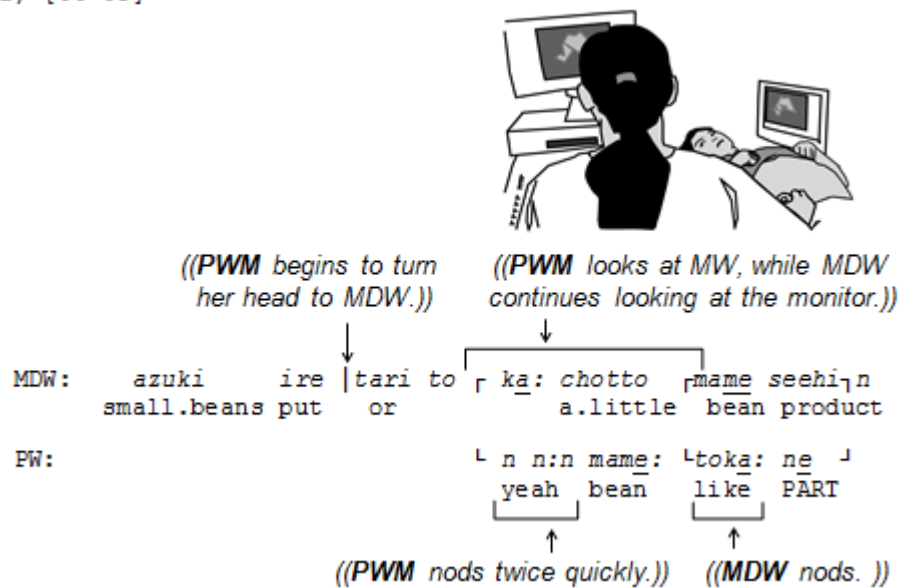 ((PWM begins to turn her head to MDW.))
((PWM looks at MW, while MDW continues looking at the monitor.))
MDW: azuki ire |tari to ┌ ka: chotto ┌mame seehi┐n
small.beans put or a.little bean product
PW: └ n n:n mame: └toka: ne ┘
yeah bean like PART
((PWM nods twice quickly.)) ((MDW nods. ))